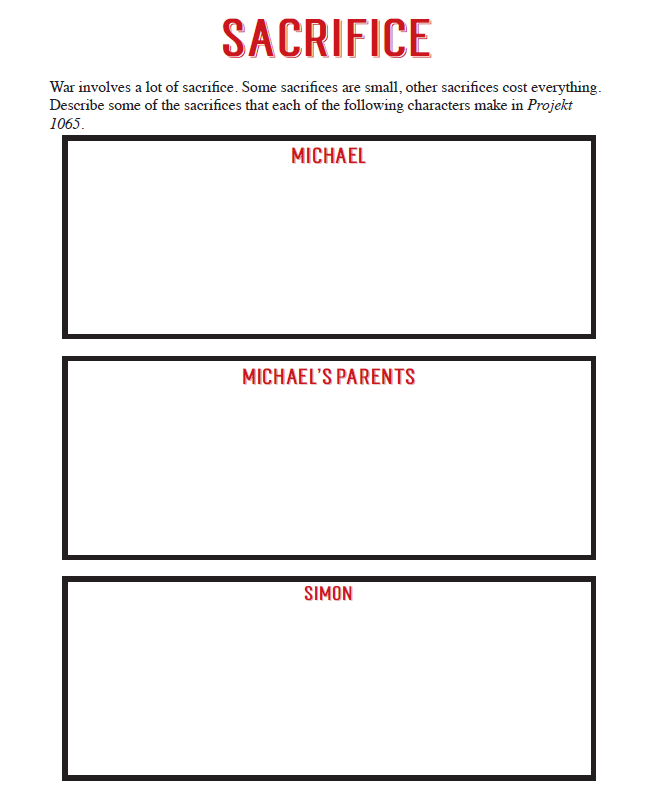 SACRIFICE
War involves a lot of sacrifice. Some sacrifices are small, other sacrifices cost everything.
Describe some of the sacrifices that each of the following characters make in Projekt
1065.
MICHAEL
MICHAEL'S PARENTS
SIMON